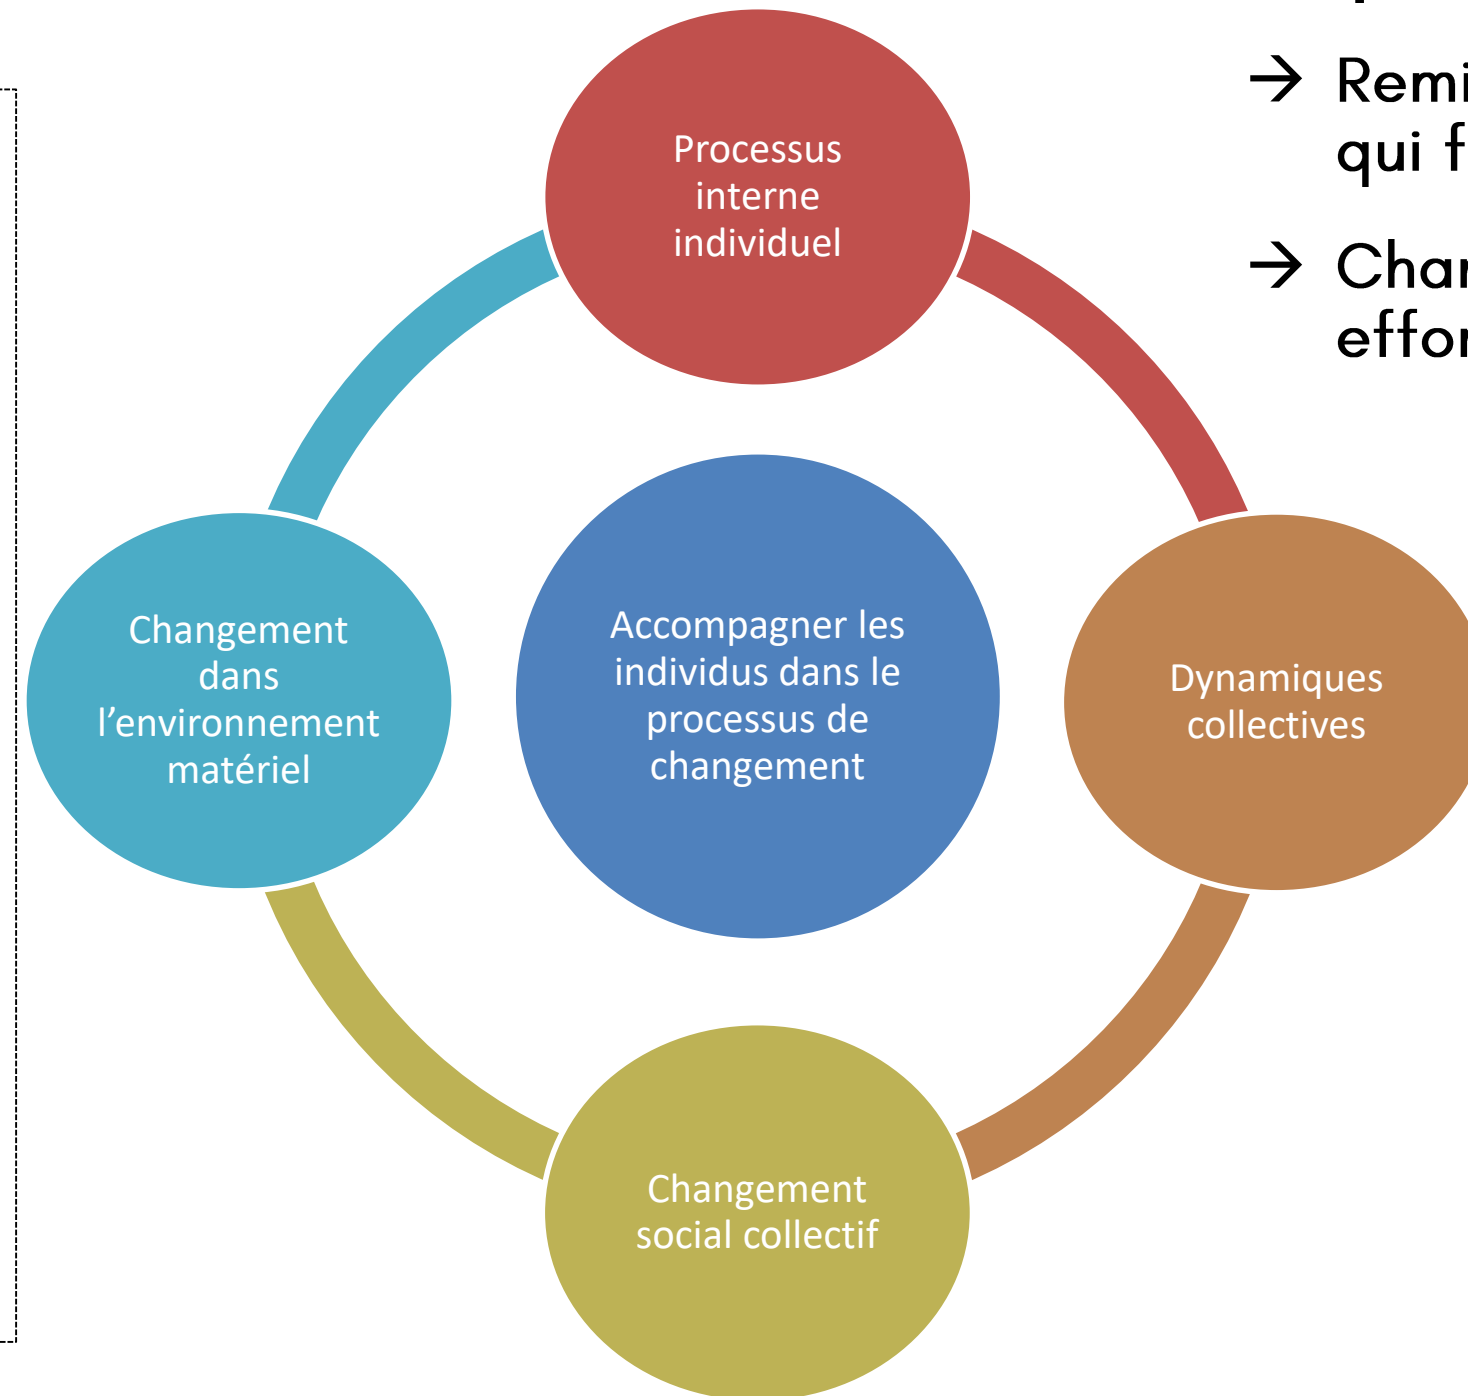 qui f
Processus
interne
individuel
Accompagner les
individus dans le
processus de
changement
Changement
dans
l’environnement
matériel
Dynamiques
collectives
Changement
social collectif